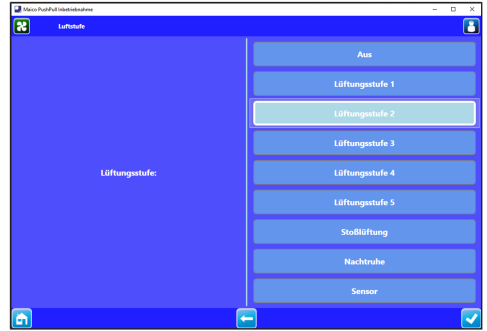 Maico PushPull Inbetriebnahme
Luftstufe
Aus
Lüftungsstufe 1
Lüftungsstufe 2
Lüftungsstufe 3
Lüftungsstufe:
Lüftungsstufe 4
Lüftungsstufe 5
Stoßlüftung
Nachtruhe
Sensor